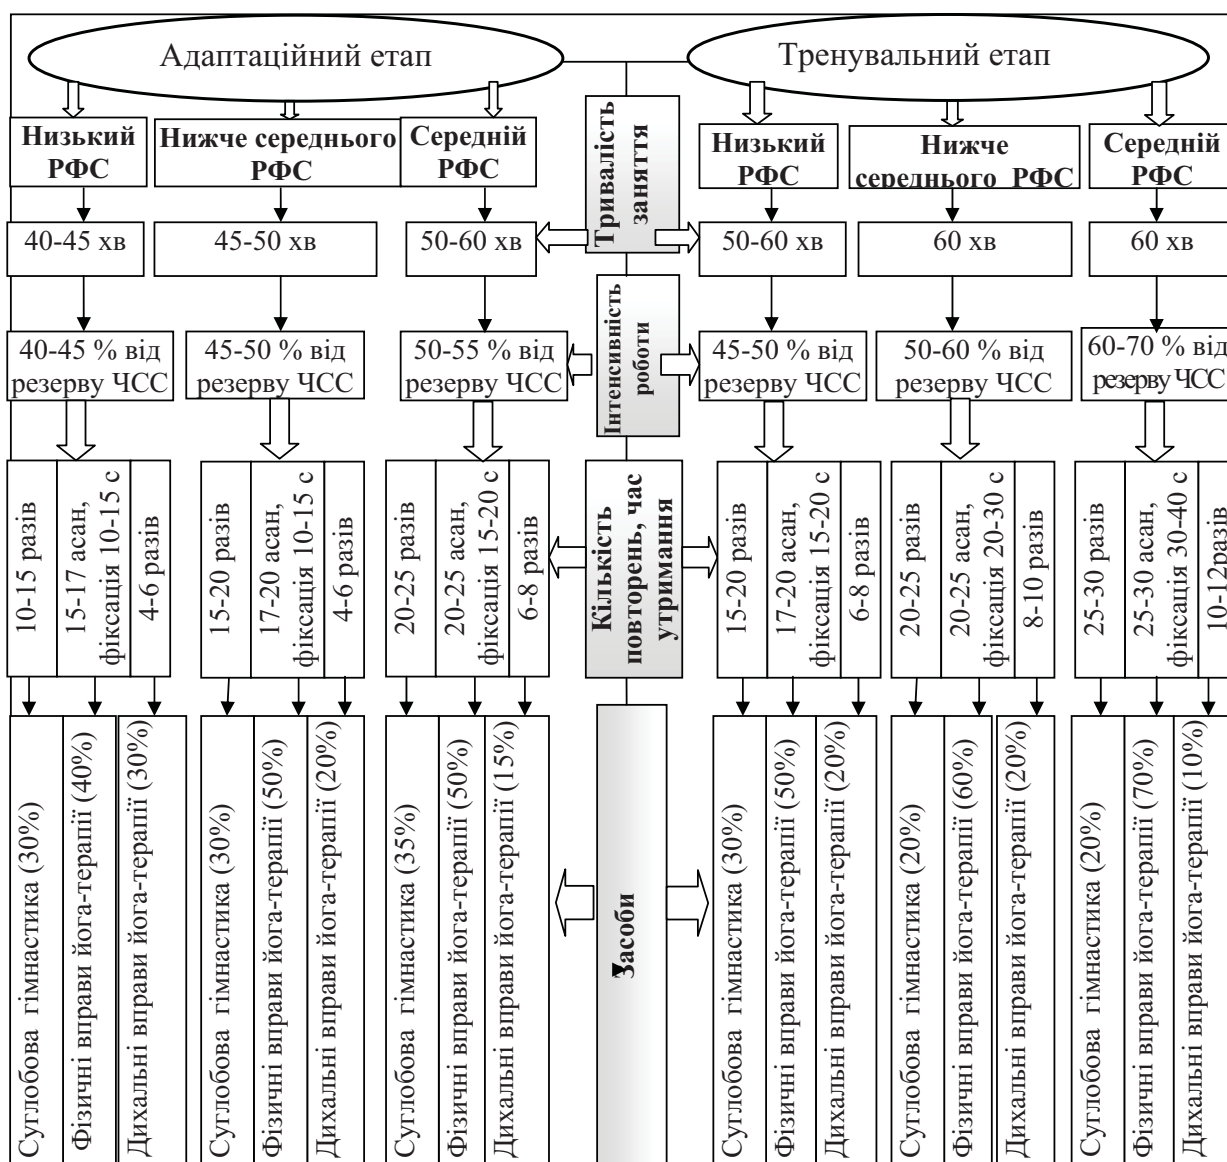 Адаптаційний етап
Тренувальний етап
Низький
РФС
Нижче середнього
РФС
Середній
РФС
Тривалість
заняття
Низький
РФС
Нижче
середнього РФС
Середній
РФС
40-45 хв
45-50 хв
50-60 хв
50-60 хв
60 хв
60 хв
Інтенсивність
роботи
40-45 % від
резерву ЧСС
45-50 % від
резерву ЧСС
50-55 % від
резерву ЧСС
45-50 % від
резерву ЧСС
50-60 % від
резерву ЧСС
60-70 % від
резерву ЧСС
10-15 разів
15-17 асан,
фіксація 10-15 с
4-6 разів
15-20 разів
17-20 асан,
фіксація 10-15 с
4-6 разів
20-25 разів
20-25 асан,
фіксація 15-20 с
6-8 разів
Кількість
повторень, час
утримання
15-20 разів
17-20 асан,
фіксація 15-20 с
6-8 разів
20-25 разів
20-25 асан,
фіксація 20-30 с
8-10 разів
25-30 разів
25-30 асан,
фіксація 30-40 с
10-12разів
Суглобова гімнастика (30%)
Фізичні вправи йога-терапії (40%)
Дихальні вправи йога-терапії (30%)
Суглобова гімнастика (30%)
Фізичні вправи йога-терапії (50%)
Дихальні вправи йога-терапії (20%)
Суглобова гімнастика (35%)
Фізичні вправи йога-терапії (50%)
Дихальні вправи йога-терапії (15%)
Засоби
Суглобова гімнастика (30%)
Фізичні вправи йога-терапії (50%)
Дихальні вправи йога-терапії (20%)
Суглобова гімнастика (20%)
Фізичні вправи йога-терапії (60%)
Дихальні вправи йога-терапії (20%)
Суглобова гімнастика (20%)
Фізичні вправи йога-терапії (70%)
Дихальні вправи йога-терапії (10%)